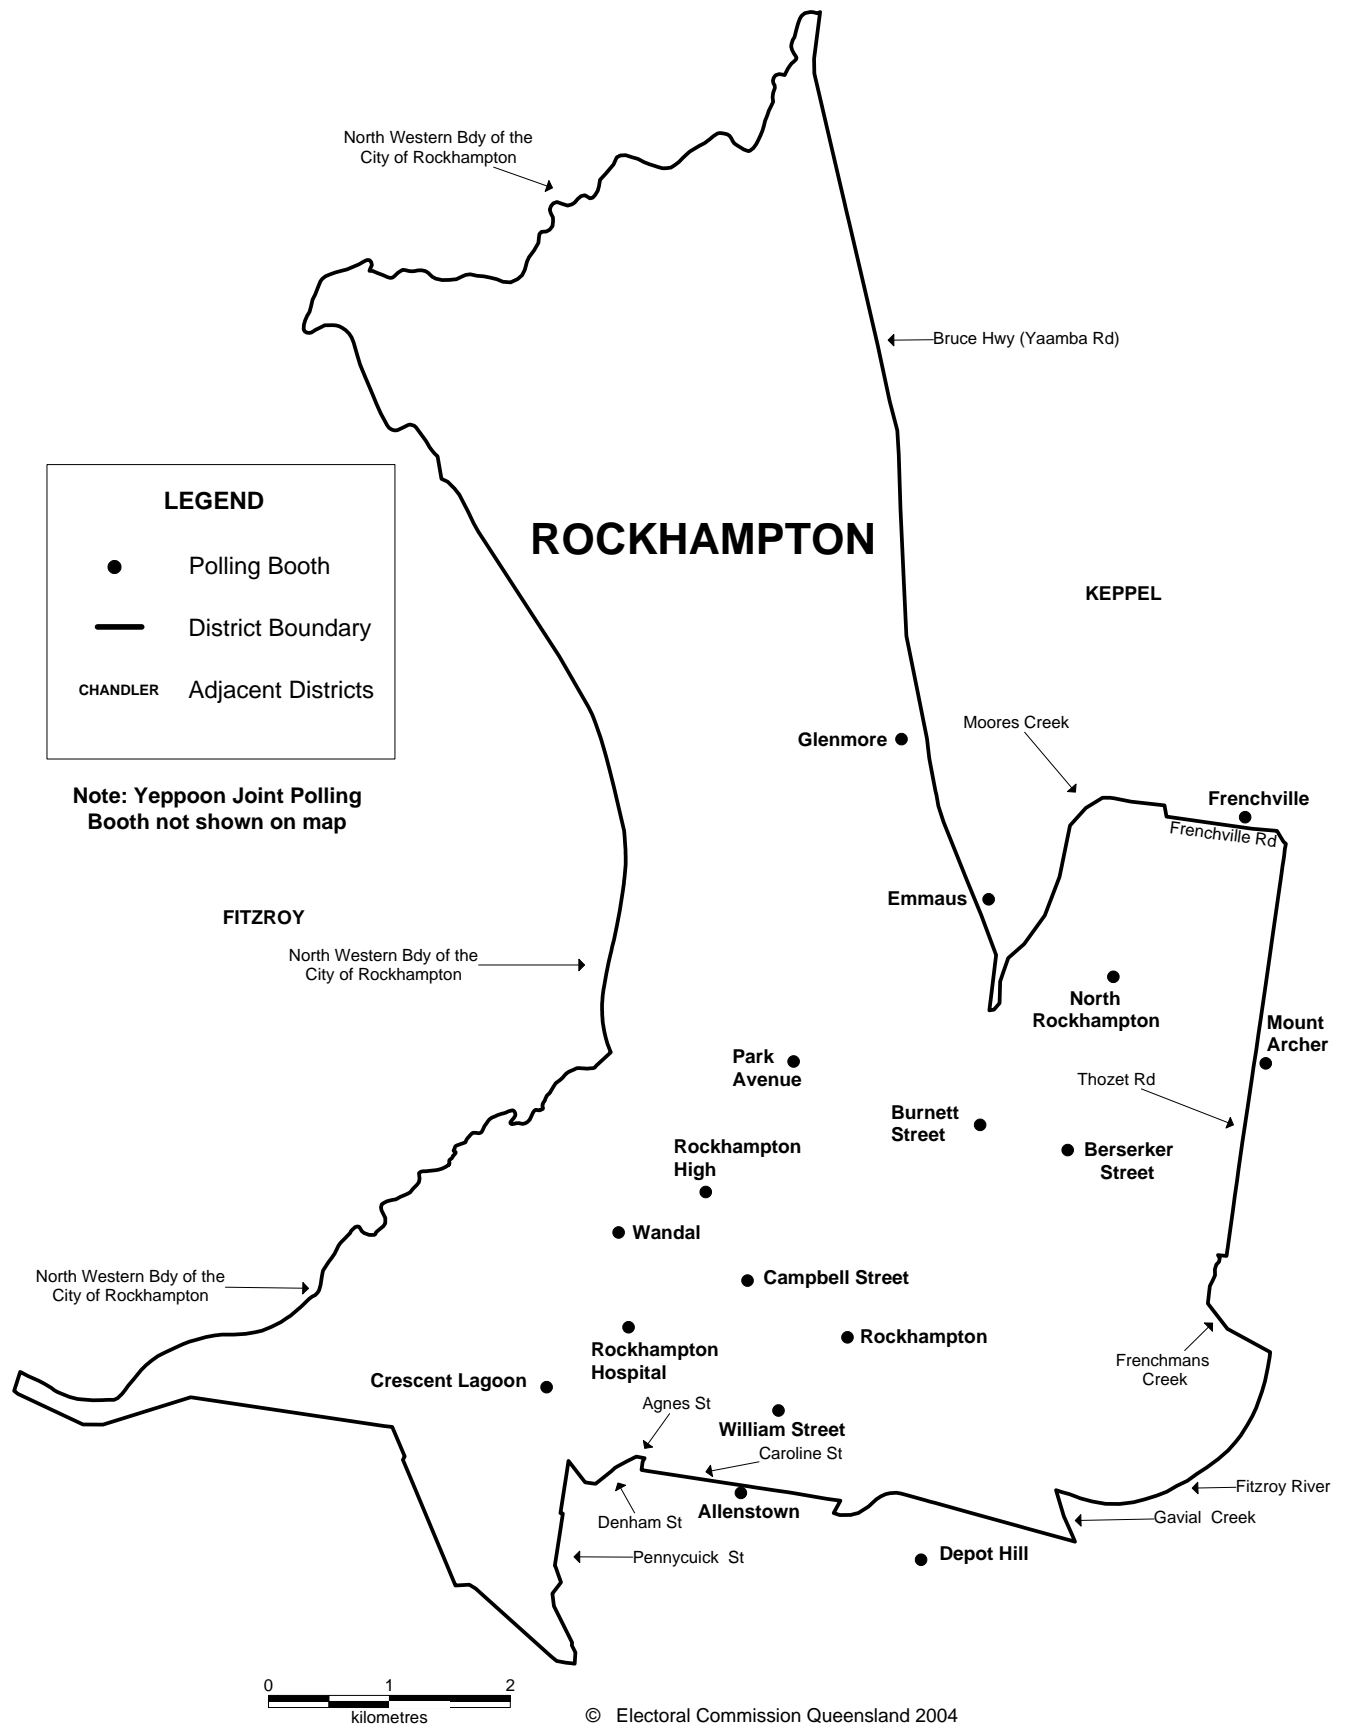 North Western Bdy of the
City of Rockhampton
Bruce Hwy (Yaamba Rd)
LEGEND
Polling Booth
District Boundary
CHANDLER Adjacent Districts
ROCKHAMPTON
KEPPEL
Moores Creek
Glenmore
Note: Yeppoon Joint Polling
Booth not shown on map
Frenchville
Frenchville Rd
Emmaus
FITZROY
North Western Bdy of the
City of Rockhampton
North
Rockhampton
Mount
Archer
Park
Avenue
Thozet Rd
Burnett
Street
Berserker
Street
Rockhampton
High
Wandal
Campbell Street
North Western Bdy of the
City of Rockhampton
Rockhampton
Rockhampton
Hospital
Frenchmans
Creek
Crescent Lagoon
Agnes St
William Street
Caroline St
Fitzroy River
Allenstown
Denham St
Gavial Creek
Pennycuick St
Depot Hill
0 1 2
kilometres
© Electoral Commission Queensland 2004